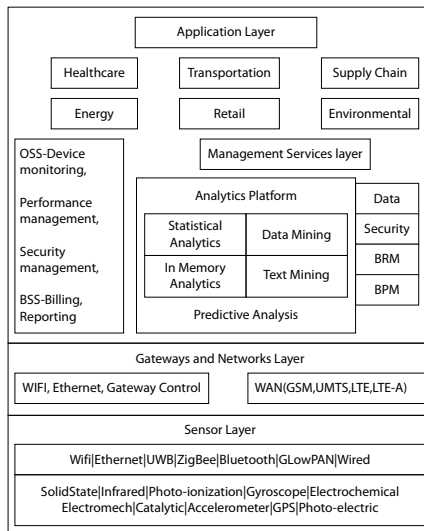 Application Layer
Healthcare
Transportation
Supply Chain
Energy
Retail
Environmental
OSS-Device
monitoring,
Performance
management,
Security
management,
BSS-Billing,
Reporting
Management Services layer
Analytics Platform
Statistical
Analytics
Data Mining
In Memory
Analytics
Text Mining
Predictive Analysis
Data
Security
BRM
BPM
Gateways and Networks Layer
WIFI, Ethernet, Gateway Control
WAN(GSM,UMTS,LTE,LTE-A)
Sensor Layer
Wifi|Ethernet|UWB|ZigBee|Bluetooth|GLowPAN|Wired
SolidState|Infrared|Photo-ionization|Gyroscope|Electrochemical
Electromech|Catalytic|Accelerometer|GPS|Photo-electric